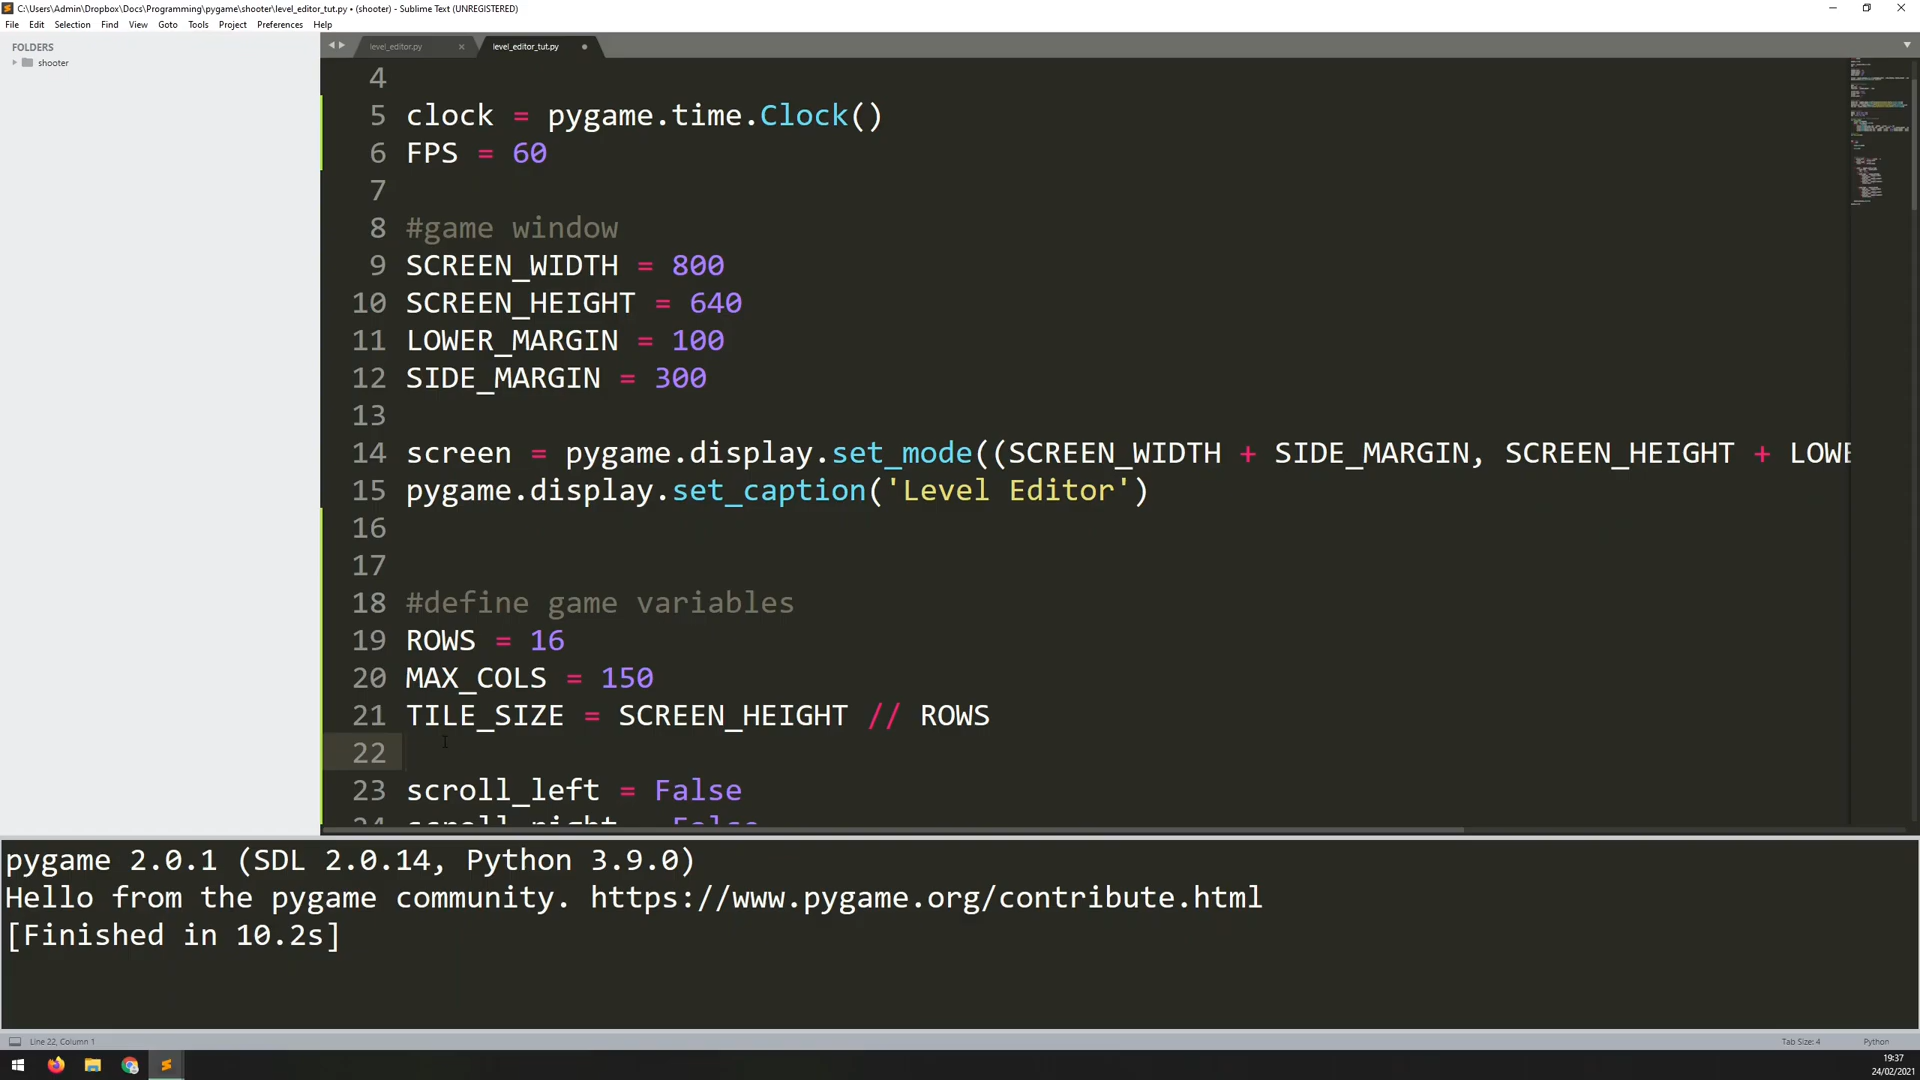 C:\Users\Admin\Dropbox\Docs\Programming\pygame\shooter\level_editor_tut.py • (shooter) - Sublime Text (UNREGISTERED)
File Edit Selection Find View Goto Tools Project Preferences Help
FOLDERS
shooter
level_editor.py
level_editor_tut.py
4
5 clock = pygame.time.Clock()
6 FPS = 60
7
8 #game window
9 SCREEN_WIDTH = 800
10 SCREEN_HEIGHT = 640
11 LOWER_MARGIN = 100
12 SIDE_MARGIN = 300
13
14 screen = pygame.display.set_mode((SCREEN_WIDTH + SIDE_MARGIN, SCREEN_HEIGHT + LOWE
15 pygame.display.set_caption('Level Editor')
16
17
18 #define game variables
19 ROWS = 16
20 MAX_COLS = 150
21 TILE_SIZE = SCREEN_HEIGHT // ROWS
22
23 scroll_left = False
24 scroll_right = False
pygame 2.0.1 (SDL 2.0.14, Python 3.9.0)
Hello from the pygame community. https://www.pygame.org/contribute.html
[Finished in 10.2s]
Line 22, Column 1
Tab Size: 4
Python
19:37
24/02/2021